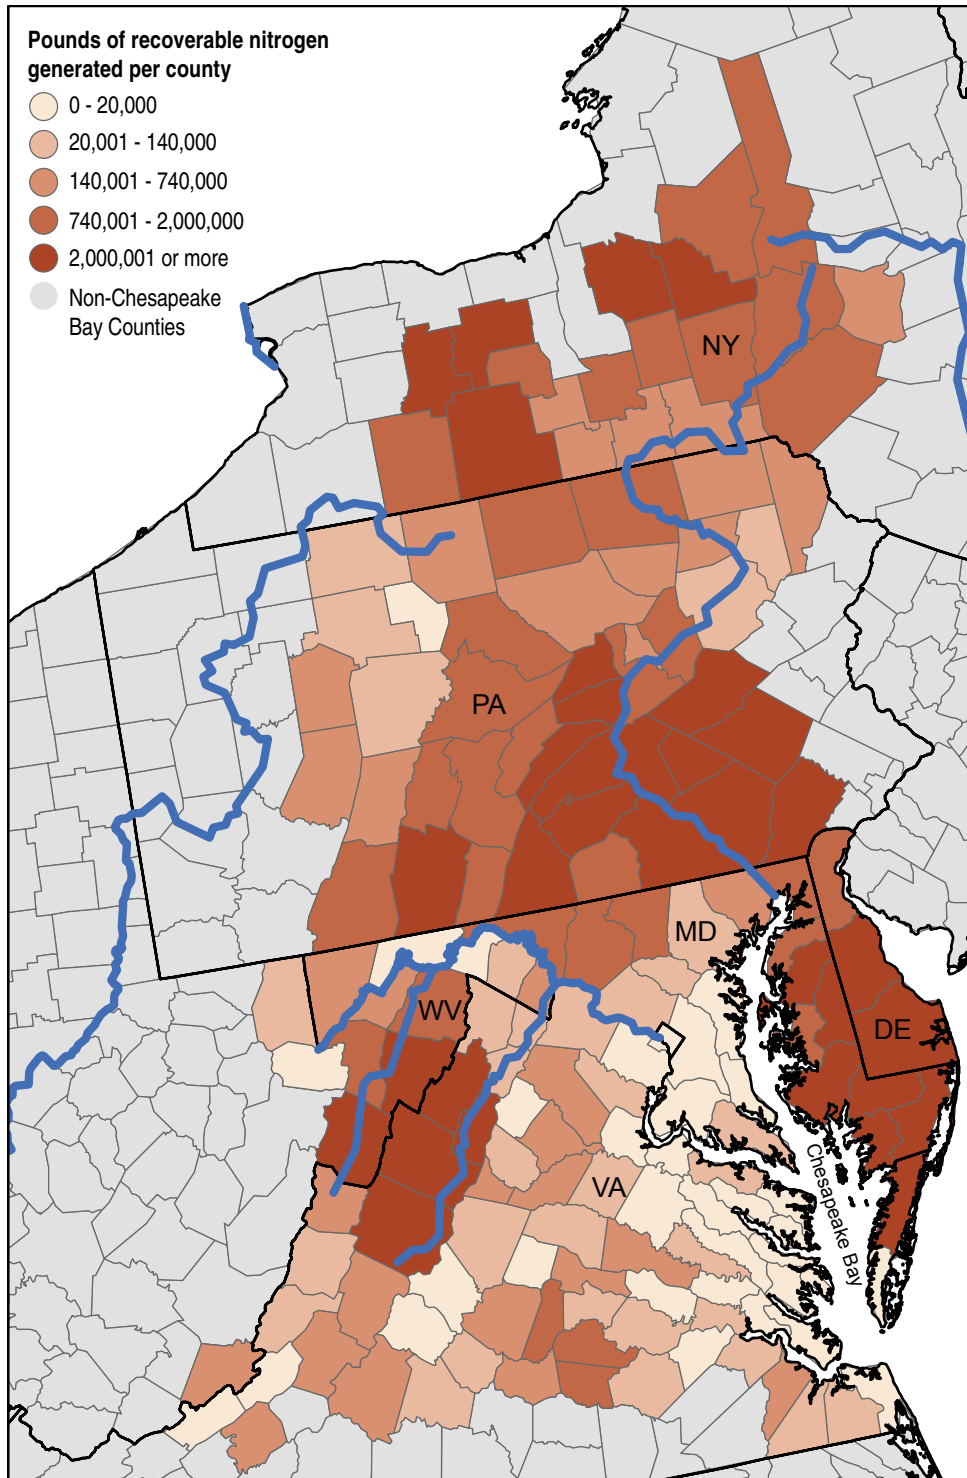 Pounds of recoverable nitrogen
generated per county
0 - 20,000
20,001 - 140,000
140,001 - 740,000
740,001 - 2,000,000
2,000,001 or more
Non-Chesapeake
Bay Counties
NY
PA
MD
WV
DE
VA
Chesapeake Bay